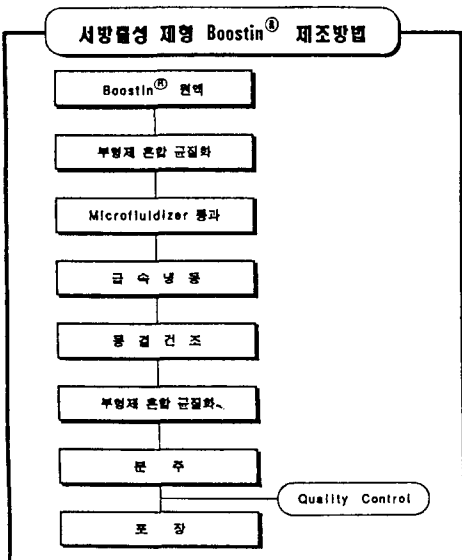 서방출성 제형 Boostin® 제조방법
Boostin® 원액
부형제 혼합 균질화
Microfluidizer 통과
급 속 냉 동
동 결 건 조
부형제 혼합 균질화
분 주
Quality Control
포 장